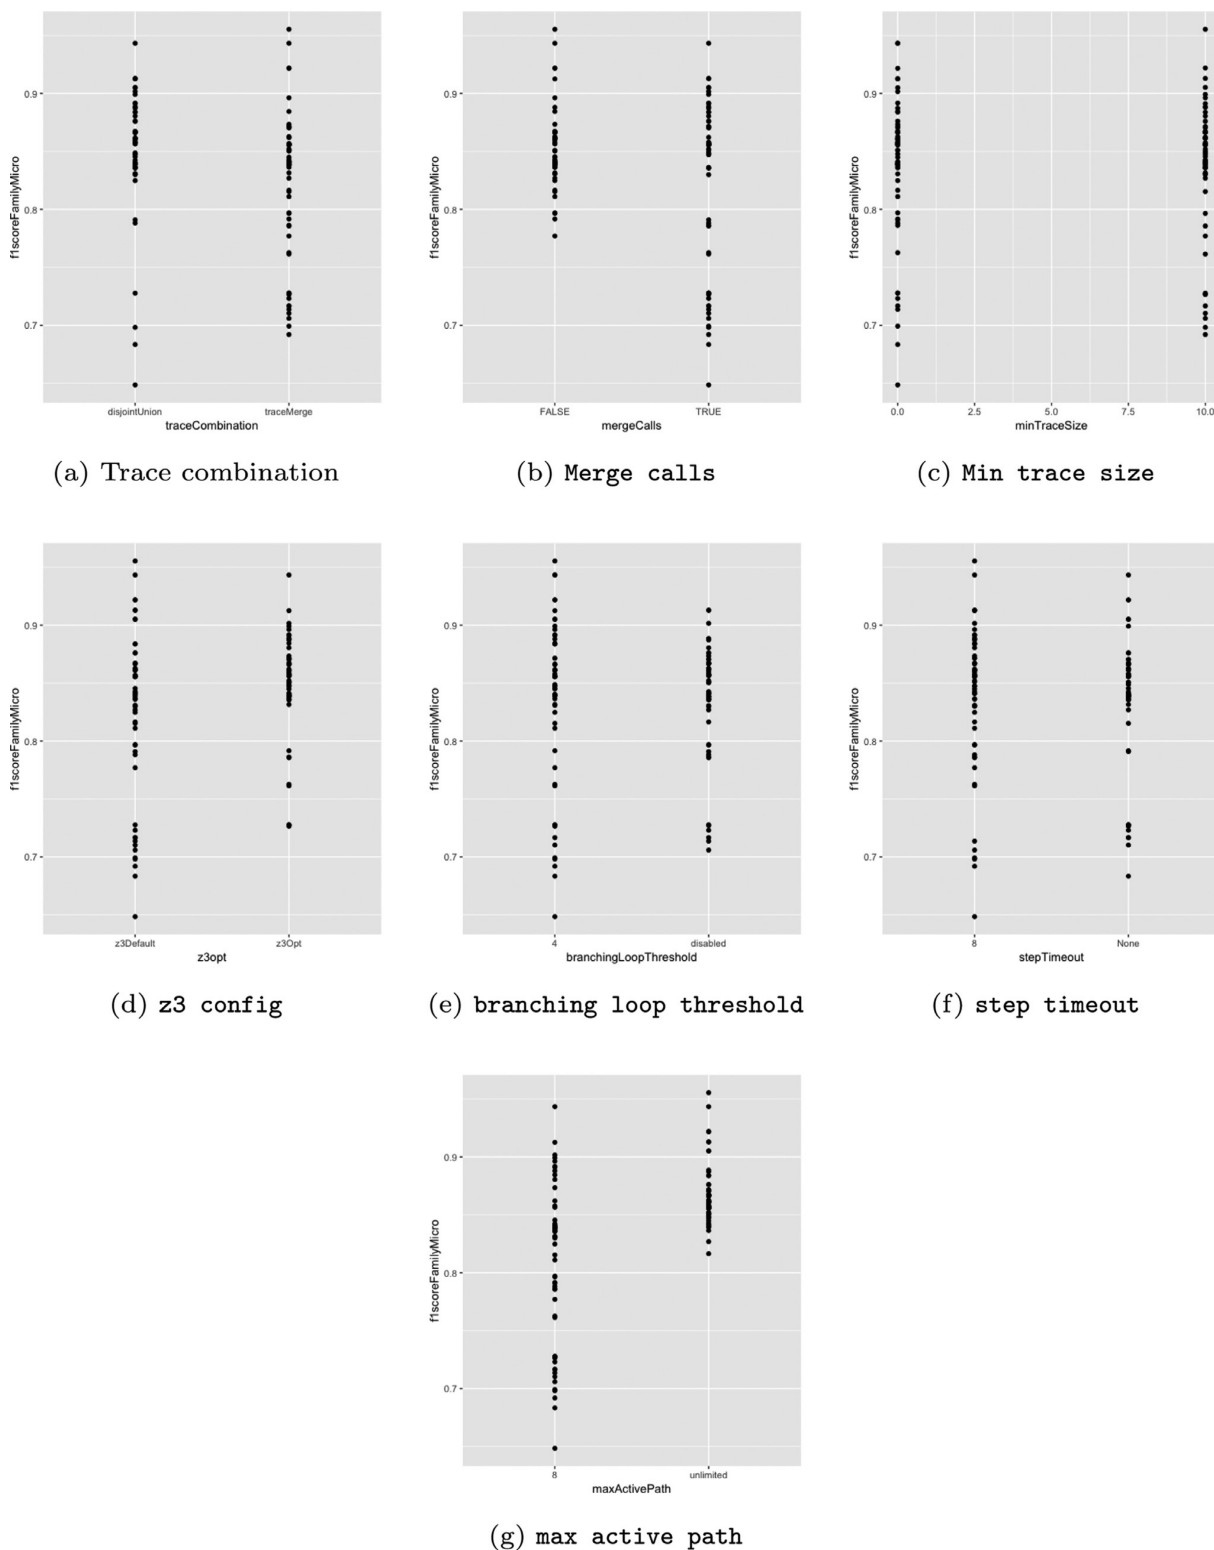 f1scoreFamilyMicro
0.9
0.8
0.7
disjointUnion traceMerge
traceCombination
f1scoreFamilyMicro
0.9
0.8
0.7
FALSE TRUE
mergeCalls
f1scoreFamilyMicro
0.9
0.8
0.7
0.0 2.5 5.0 7.5 10.0
minTraceSize
(a) Trace combination
(b) Merge calls
(c) Min trace size
f1scoreFamilyMicro
0.9
0.8
0.7
z3Default z3Opt
z3opt
f1scoreFamilyMicro
0.9
0.8
0.7
4 disabled
branchingLoopThreshold
f1scoreFamilyMicro
0.9
0.8
0.7
8 None
stepTimeout
(d) z3 config
(e) branching loop threshold
(f) step timeout
f1scoreFamilyMicro
0.9
0.8
0.7
8 unlimited
maxActivePath
(g) max active path